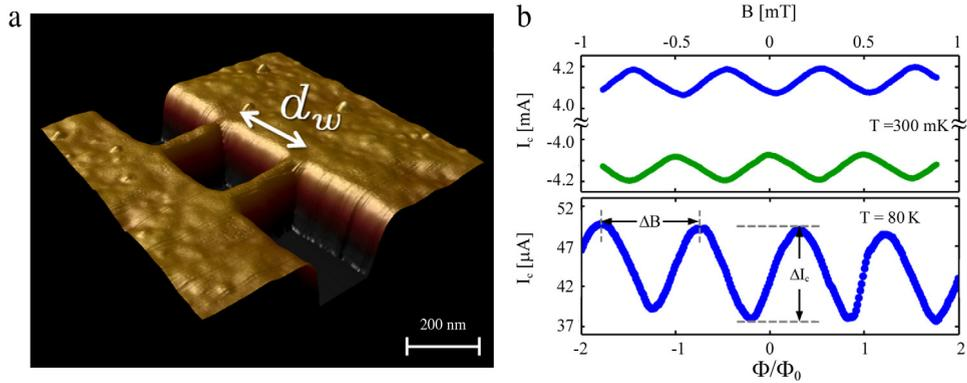 a
d_w
200 nm
b
B [mT]
-1 -0.5 0 0.5 1
4.2
4.0
I_c [mA]
T =300 mK
-4.0
-4.2
52
T = 80 K
ΔB
47
I_c [μA]
ΔI_c
42
37
-2 -1 0 1 2
Φ/Φ₀